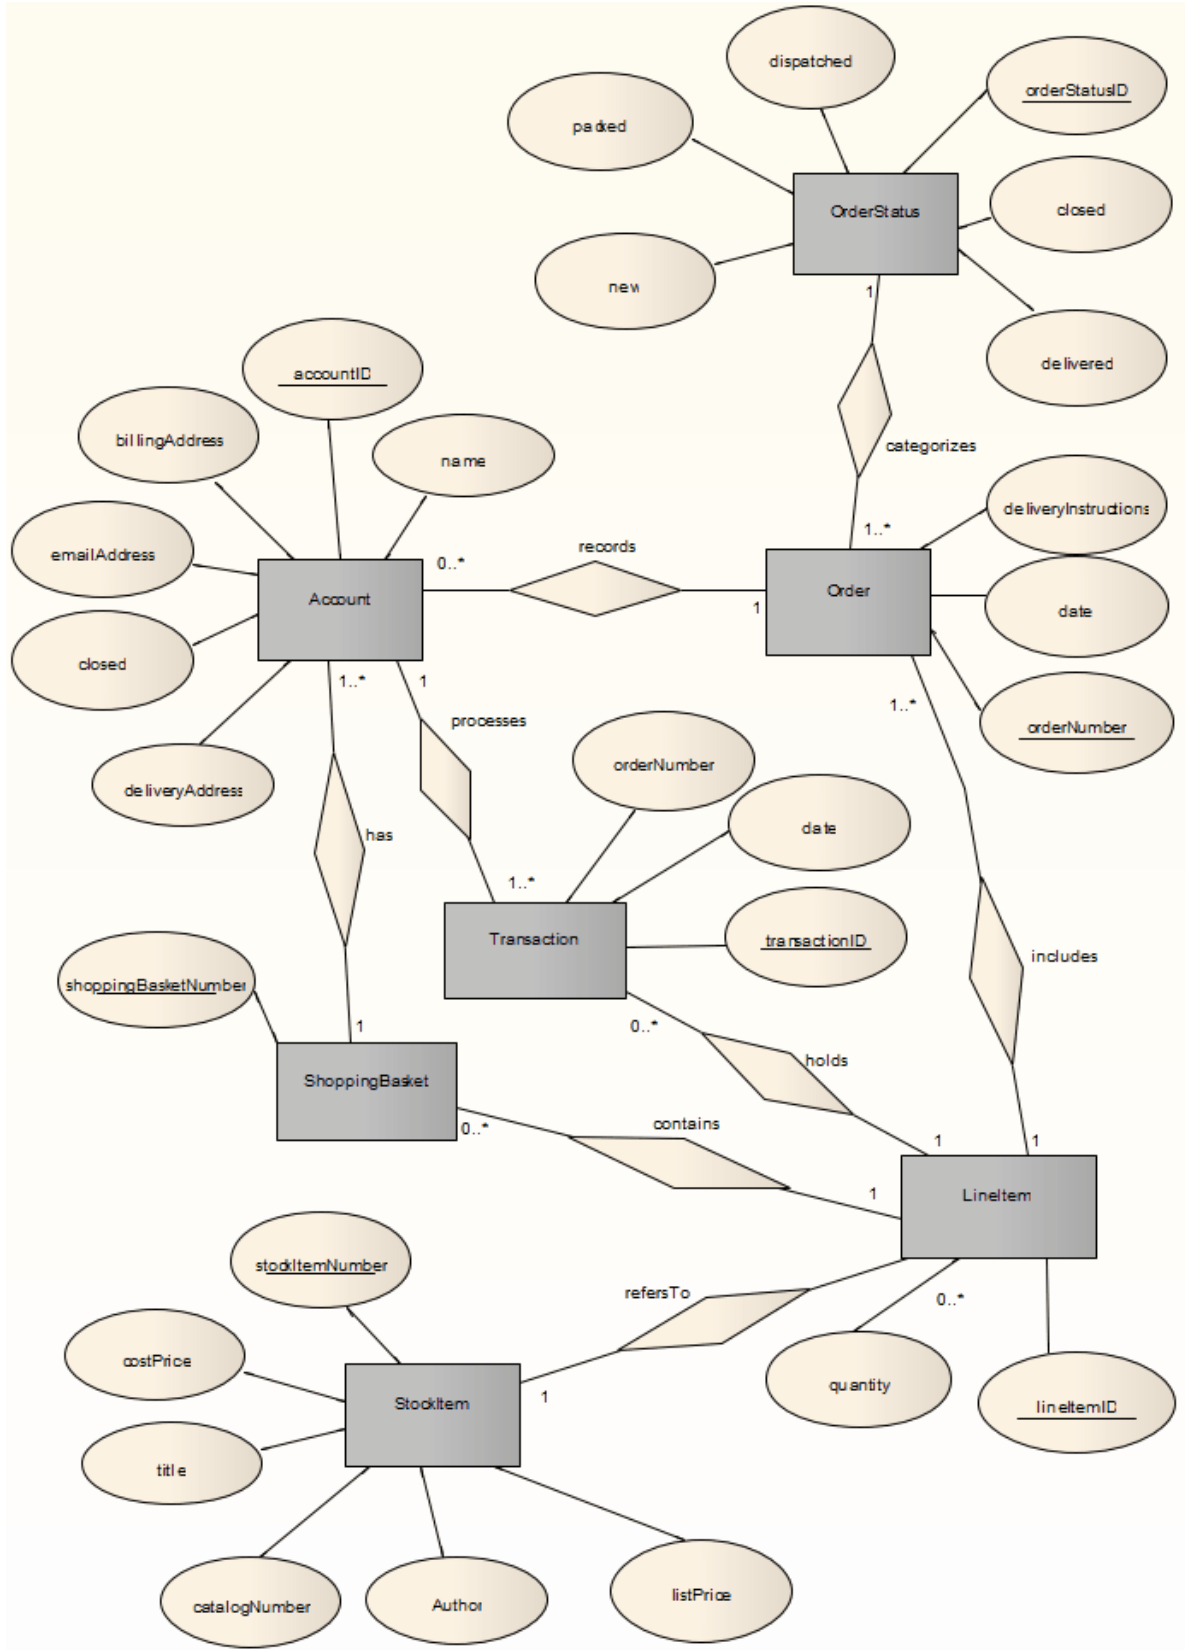 dispatched
orderStatusID
packed
OrderStatus
closed
new
1
delivered
accountID
billingAddress
name
categorizes
deliveryInstructions
1..*
emailAddress
records
0..*
Account
Order
1
date
closed
1..*
1
1..*
processes
orderNumber
orderNumber
deliveryAddress
date
has
1..*
Transaction
transactionID
includes
shoppingBasketNumber
1
0..*
holds
ShoppingBasket
contains
0..*
1
1
1
LineItem
stockItemNumber
refersTo
0..*
costPrice
quantity
1
StockItem
lineItemID
title
listPrice
catalogNumber
Author